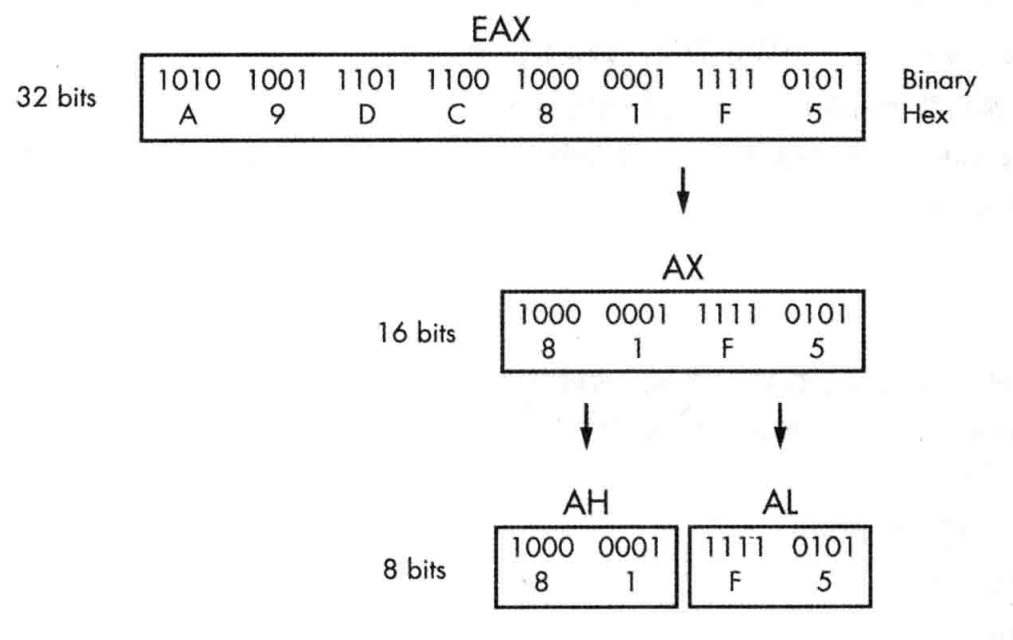 EAX
32 bits 1010 1001 1101 1100 1000 0001 1111 0101 Binary
A 9 D C 8 1 F 5 Hex
AX
16 bits 1000 0001 1111 0101
8 1 F 5
AH AL
8 bits 1000 0001 1111 0101
8 1 F 5